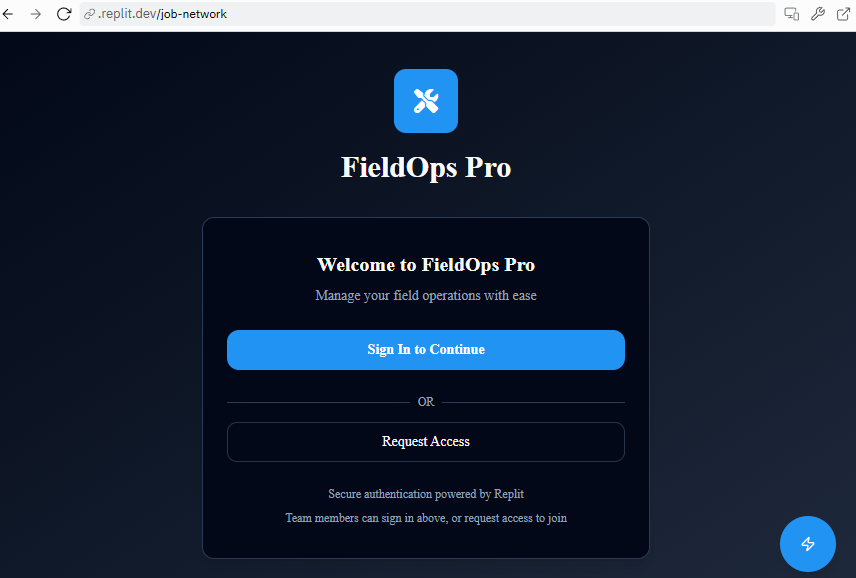 .replit.dev/job-network
FieldOps Pro
Welcome to FieldOps Pro
Manage your field operations with ease
Sign In to Continue
OR
Request Access
Secure authentication powered by Replit
Team members can sign in above, or request access to join